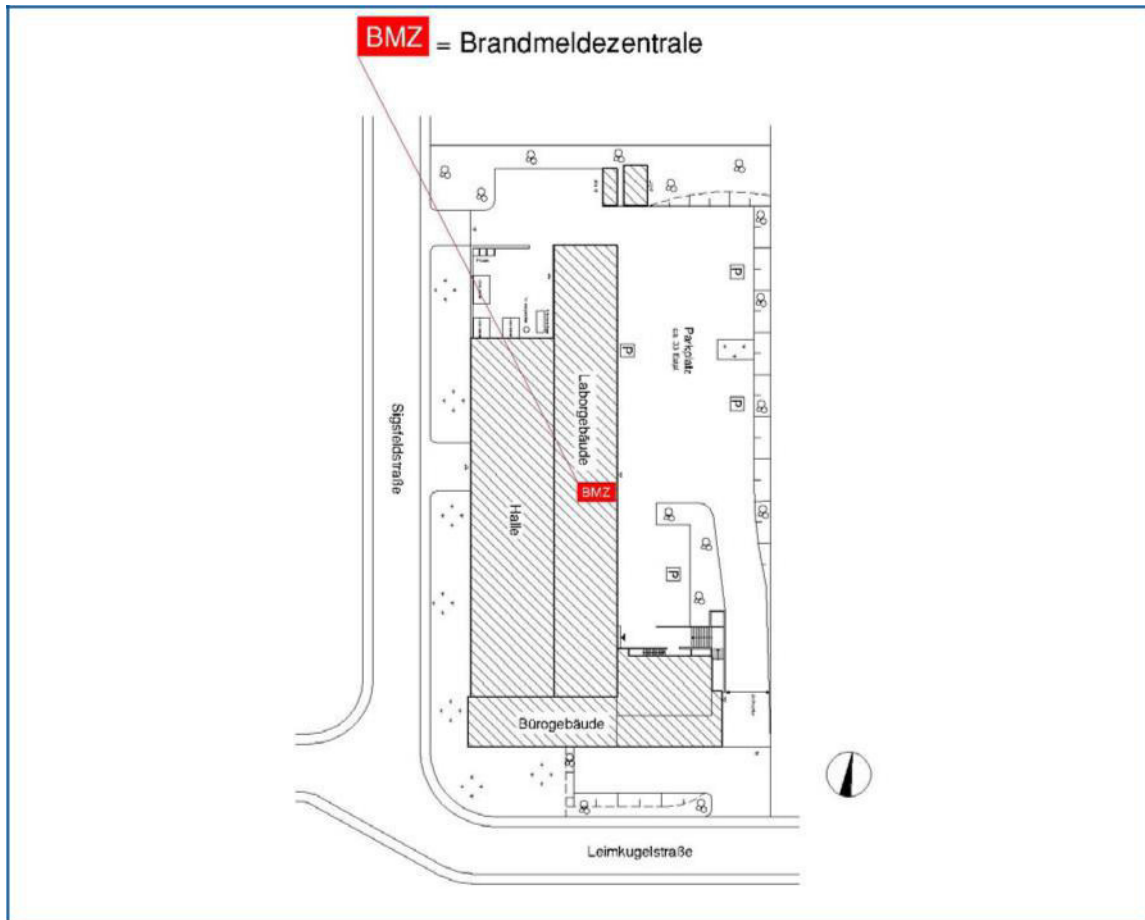 BMZ = Brandmeldezentrale
P
Parkplatz
P
Laborgebäude
P
Sigsfeldstraße
BMZ
Halle
P
Bürogebäude
Leimkugelstraße